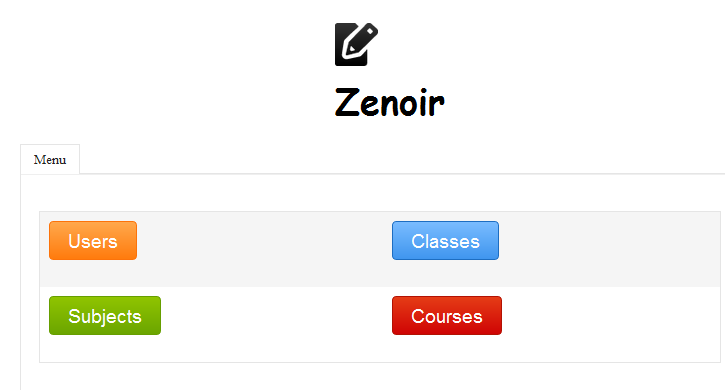 Zenoir
Menu
Users
Classes
Subjects
Courses